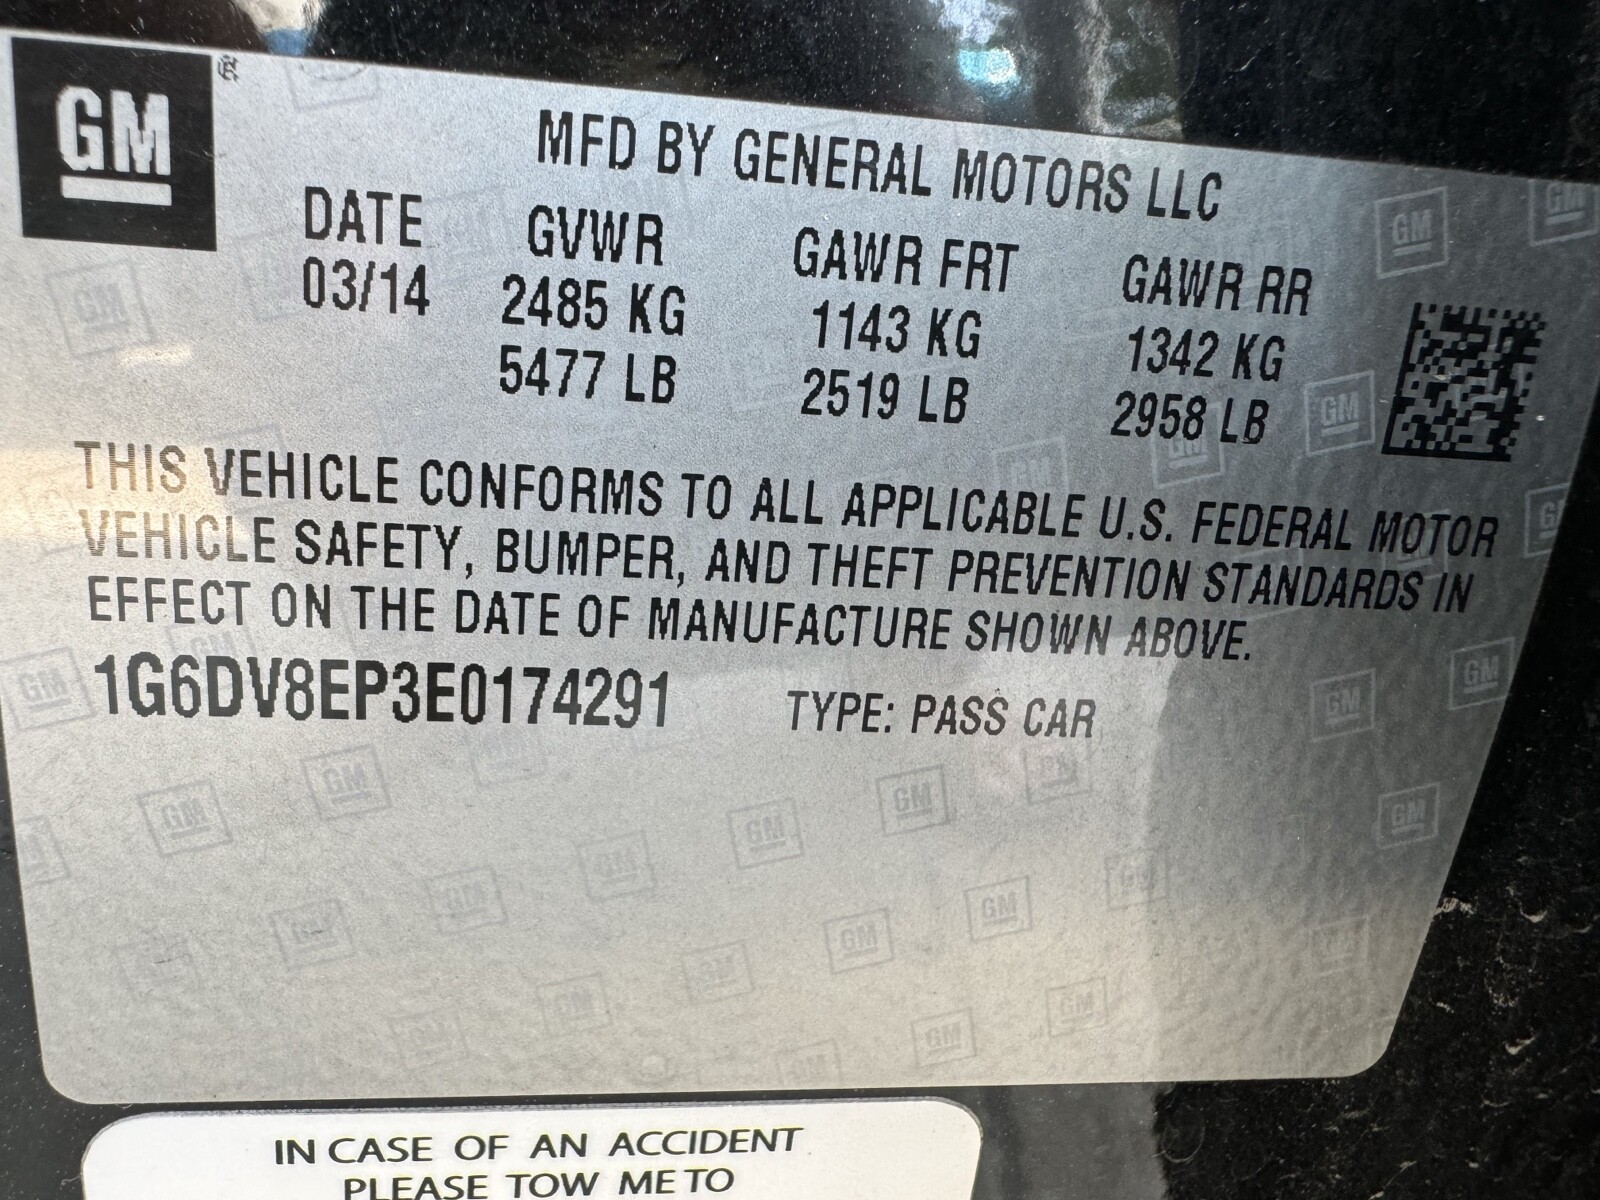 GM
MFD BY GENERAL MOTORS LLC
DATE GVWR GAWR FRT GAWR RR
03/14 2485 KG 1143 KG 1342 KG
5477 LB 2519 LB 2958 LB
THIS VEHICLE CONFORMS TO ALL APPLICABLE U.S. FEDERAL MOTOR
VEHICLE SAFETY, BUMPER, AND THEFT PREVENTION STANDARDS IN
EFFECT ON THE DATE OF MANUFACTURE SHOWN ABOVE.
1G6DV8EP3E0174291 TYPE: PASS CAR
IN CASE OF AN ACCIDENT
PLEASE TOW ME TO